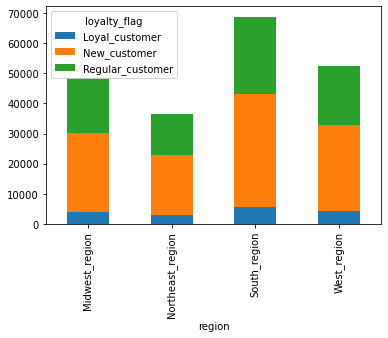 70000
60000
50000
40000
30000
20000
10000
0
loyalty_flag
Loyal_customer
New_customer
Regular_customer
Midwest_region
Northeast_region
South_region
West_region
region